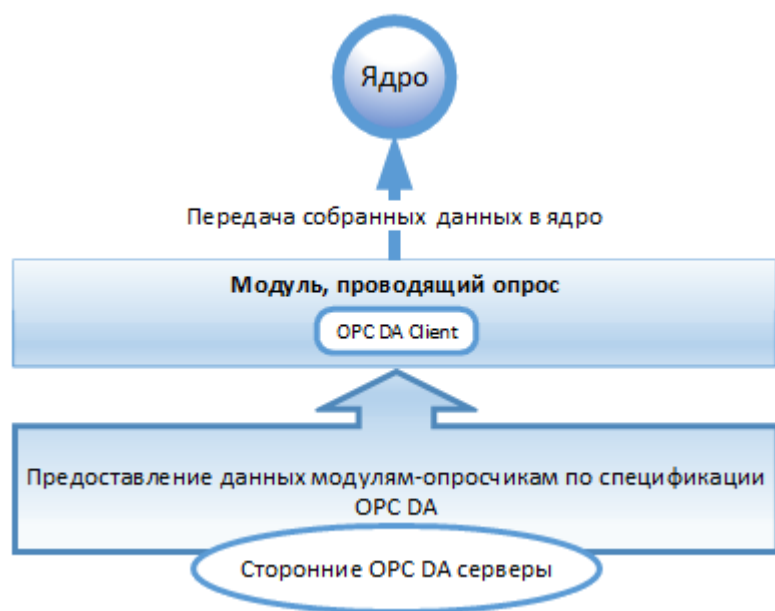 Ядро
Передача собранных данных в ядро
Модуль, проводящий опрос
OPC DA Client
Предоставление данных модулям-опросчикам по спецификации
OPC DA
Сторонние OPC DA серверы